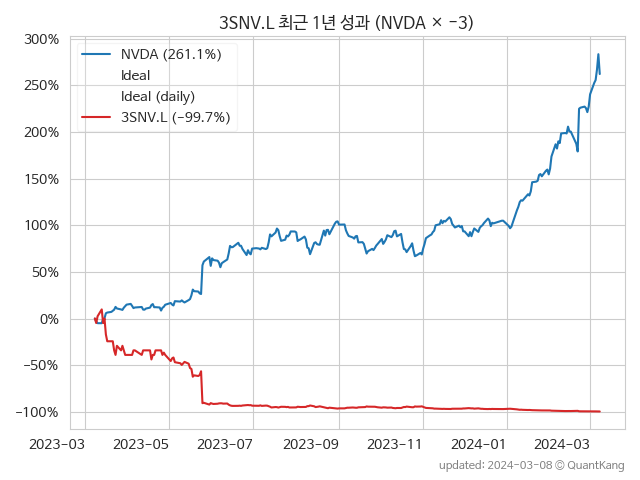 3SNV.L 최근 1년 성과 (NVDA × −3)
NVDA (261.1%)
Ideal
Ideal (daily)
3SNV.L (−99.7%)
300%
250%
200%
150%
100%
50%
0%
−50%
−100%
2023-03
2023-05
2023-07
2023-09
2023-11
2024-01
2024-03
updated: 2024-03-08 © QuantKang